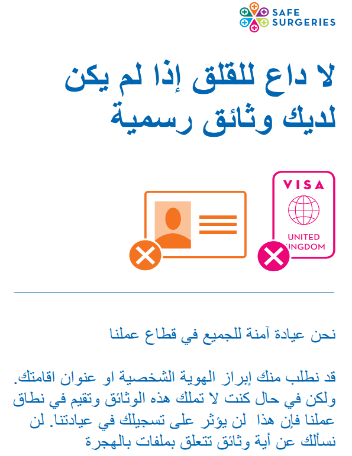 SAFE
SURGERIES
لا داع للقلق إذا لم يكن
لديك وثائق رسمية
VISA
UNITED
KINGDOM
نحن عيادة آمنة للجميع في قطاع عملنا
قد نطلب منك إبراز الهوية الشخصية او عنوان اقامتك.
ولكن في حال كنت لا تملك هذه الوثائق وتقيم في نطاق
عملنا فإن هذا لن يؤثر على تسجيلك في عيادتنا. لن
نسألك عن أية وثائق تتعلق بملفات بالهجرة